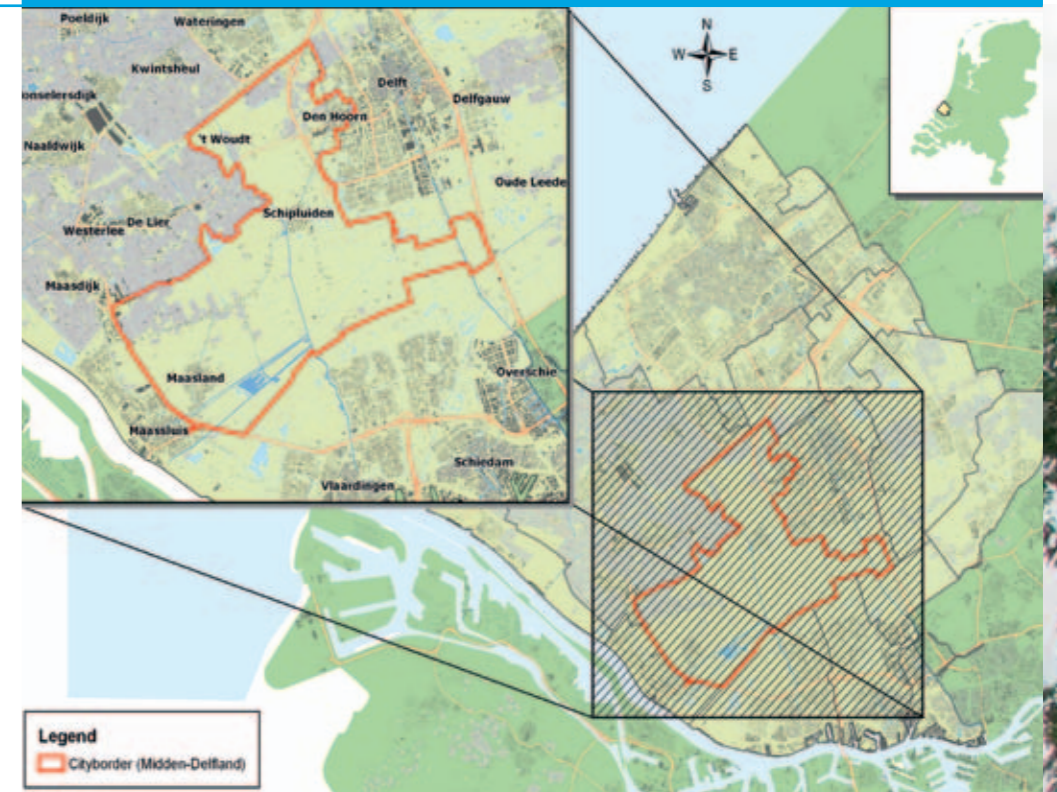 Poeldijk
Wateringen
Kwintsheul
Delft
onselersdijk
Delfgauw
Den Hoorn
't Woudt
Naaldwijk
Oude Leede
Schipluiden
De Lier
Westerlee
Maasdijk
Maasland
Overschie
Maassluis
Schiedam
Vlaardingen
N
W E
S
Legend
Cityborder (Midden-Delfland)